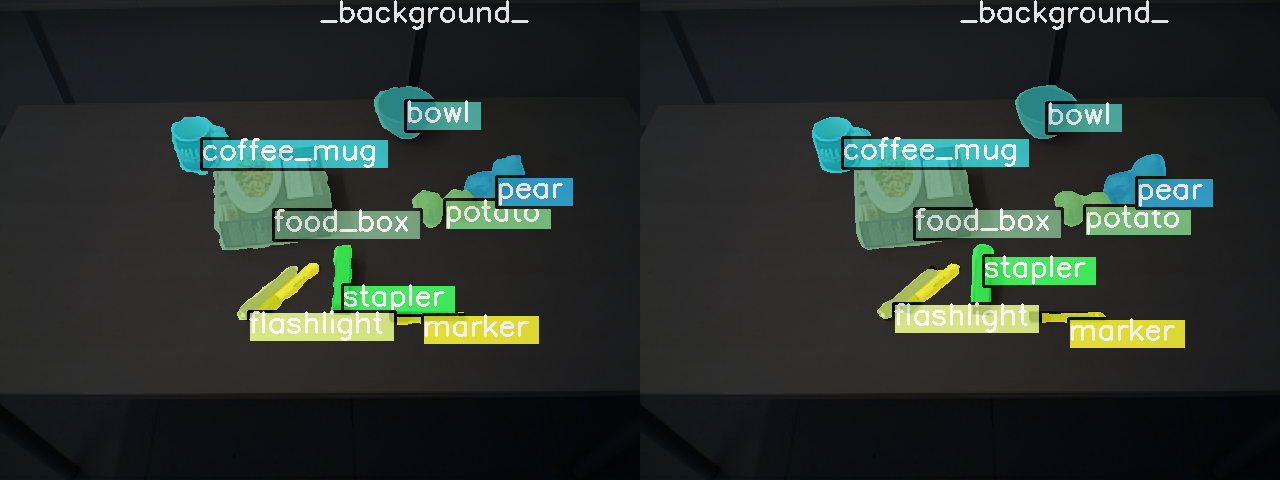 _background_
bowl
coffee_mug
pear
potato
food_box
stapler
flashlight
marker
_background_
bowl
coffee_mug
pear
potato
food_box
stapler
flashlight
marker